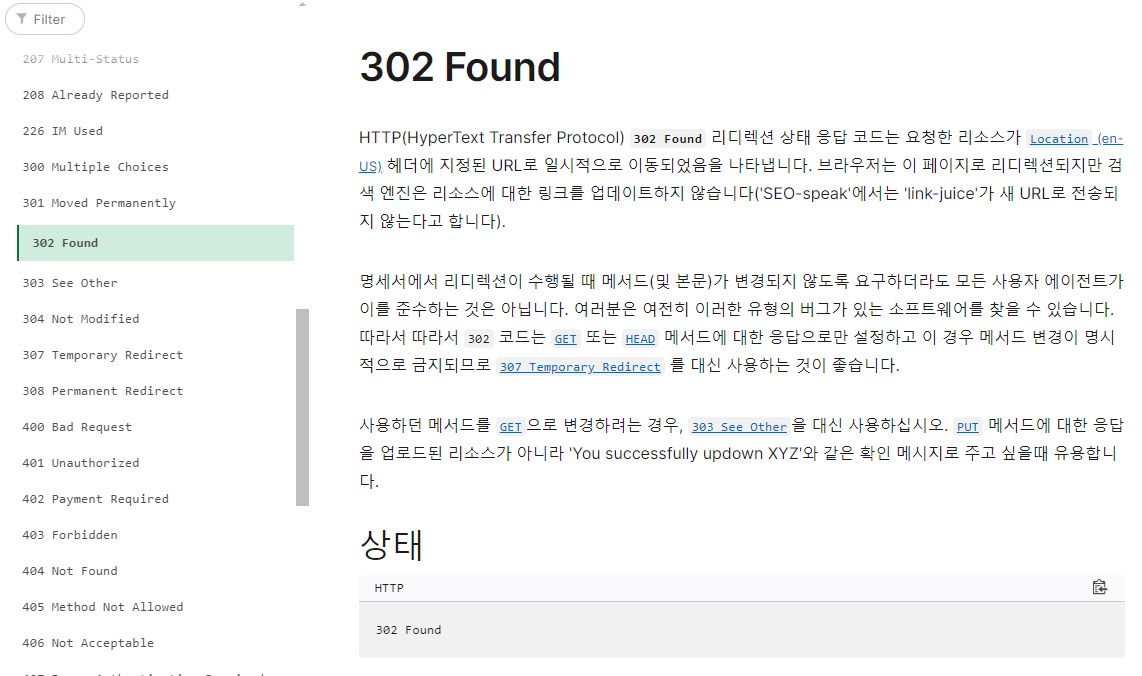 Filter
207 Multi-Status
208 Already Reported
226 IM Used
300 Multiple Choices
301 Moved Permanently
302 Found
303 See Other
304 Not Modified
307 Temporary Redirect
308 Permanent Redirect
400 Bad Request
401 Unauthorized
402 Payment Required
403 Forbidden
404 Not Found
405 Method Not Allowed
406 Not Acceptable
302 Found
HTTP(HyperText Transfer Protocol) 302 Found 리디렉션 상태 응답 코드는 요청한 리소스가 Location (en-
US) 헤더에 지정된 URL로 일시적으로 이동되었음을 나타냅니다. 브라우저는 이 페이지로 리디렉션되지만 검
색 엔진은 리소스에 대한 링크를 업데이트하지 않습니다('SEO-speak'에서는 'link-juice'가 새 URL로 전송되
지 않는다고 합니다).
명세서에서 리디렉션이 수행될 때 메서드(및 본문)가 변경되지 않도록 요구하더라도 모든 사용자 에이전트가
이를 준수하는 것은 아닙니다. 여러분은 여전히 이러한 유형의 버그가 있는 소프트웨어를 찾을 수 있습니다.
따라서 따라서 302 코드는 GET 또는 HEAD 메서드에 대한 응답으로만 설정하고 이 경우 메서드 변경이 명시
적으로 금지되므로 307 Temporary Redirect 를 대신 사용하는 것이 좋습니다.
사용하던 메서드를 GET으로 변경하려는 경우, 303 See Other을 대신 사용하십시오. PUT 메서드에 대한 응답
을 업로드된 리소스가 아니라 'You successfully updown XYZ'와 같은 확인 메시지로 주고 싶을때 유용합니
다.
상태
HTTP
302 Found